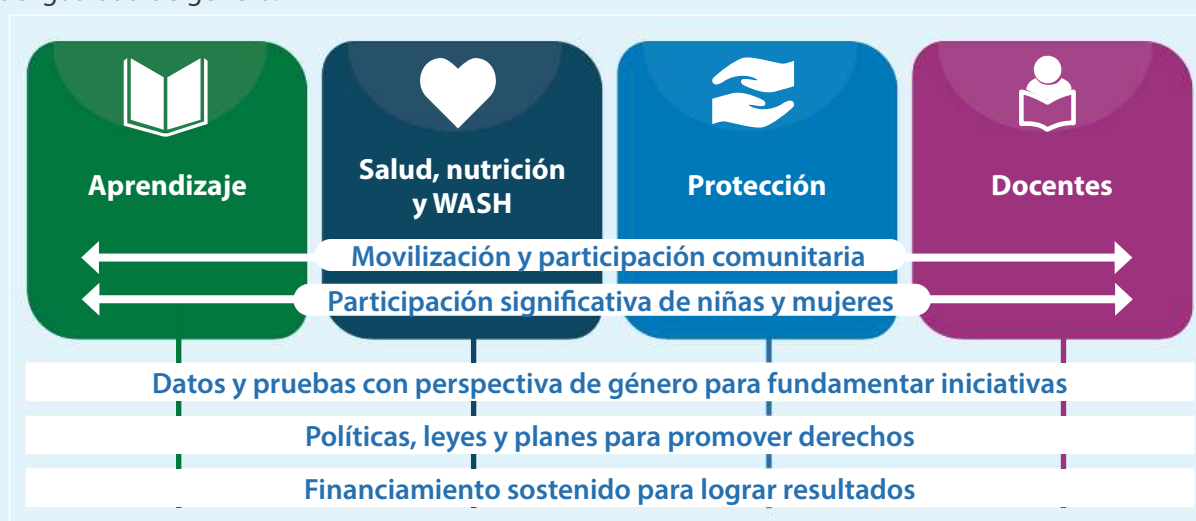 Aprendizaje
Salud, nutrición
y WASH
Protección
Docentes
Movilización y participación comunitaria
Participación significativa de niñas y mujeres
Datos y pruebas con perspectiva de género para fundamentar iniciativas
Políticas, leyes y planes para promover derechos
Financiamiento sostenido para lograr resultados